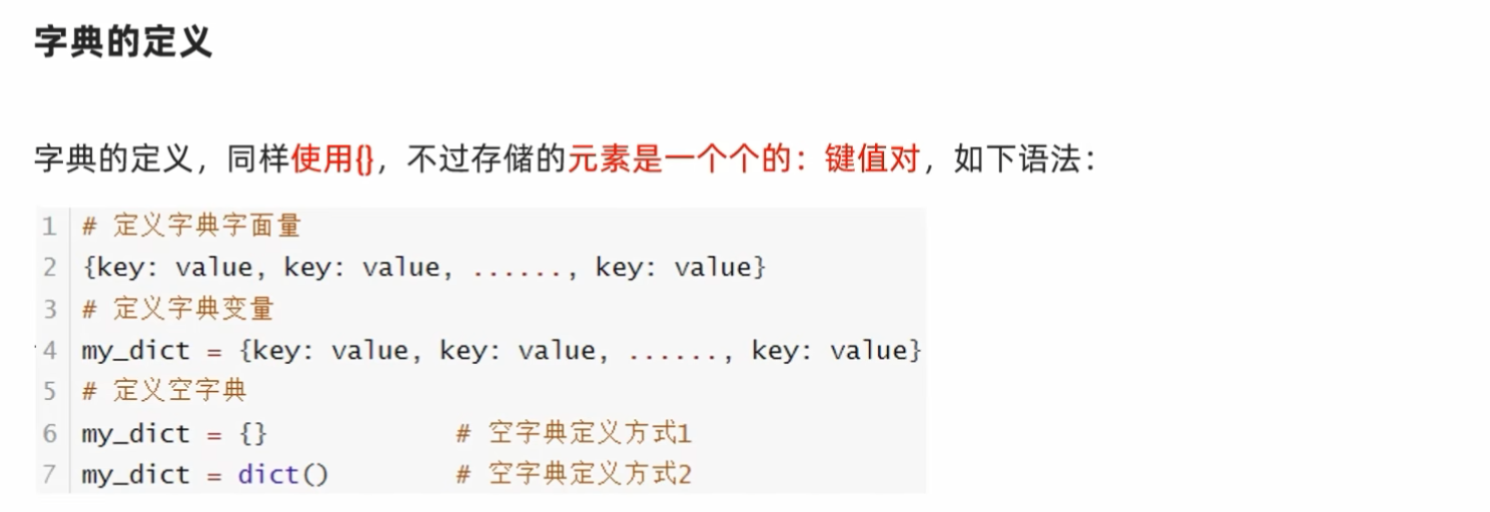 字典的定义
字典的定义，同样使用{}，不过存储的元素是一个个的：键值对，如下语法：
1 # 定义字典字面量
2 {key: value, key: value, ......, key: value}
3 # 定义字典变量
4 my_dict = {key: value, key: value, ......, key: value}
5 # 定义空字典
6 my_dict = {} # 空字典定义方式1
7 my_dict = dict() # 空字典定义方式2